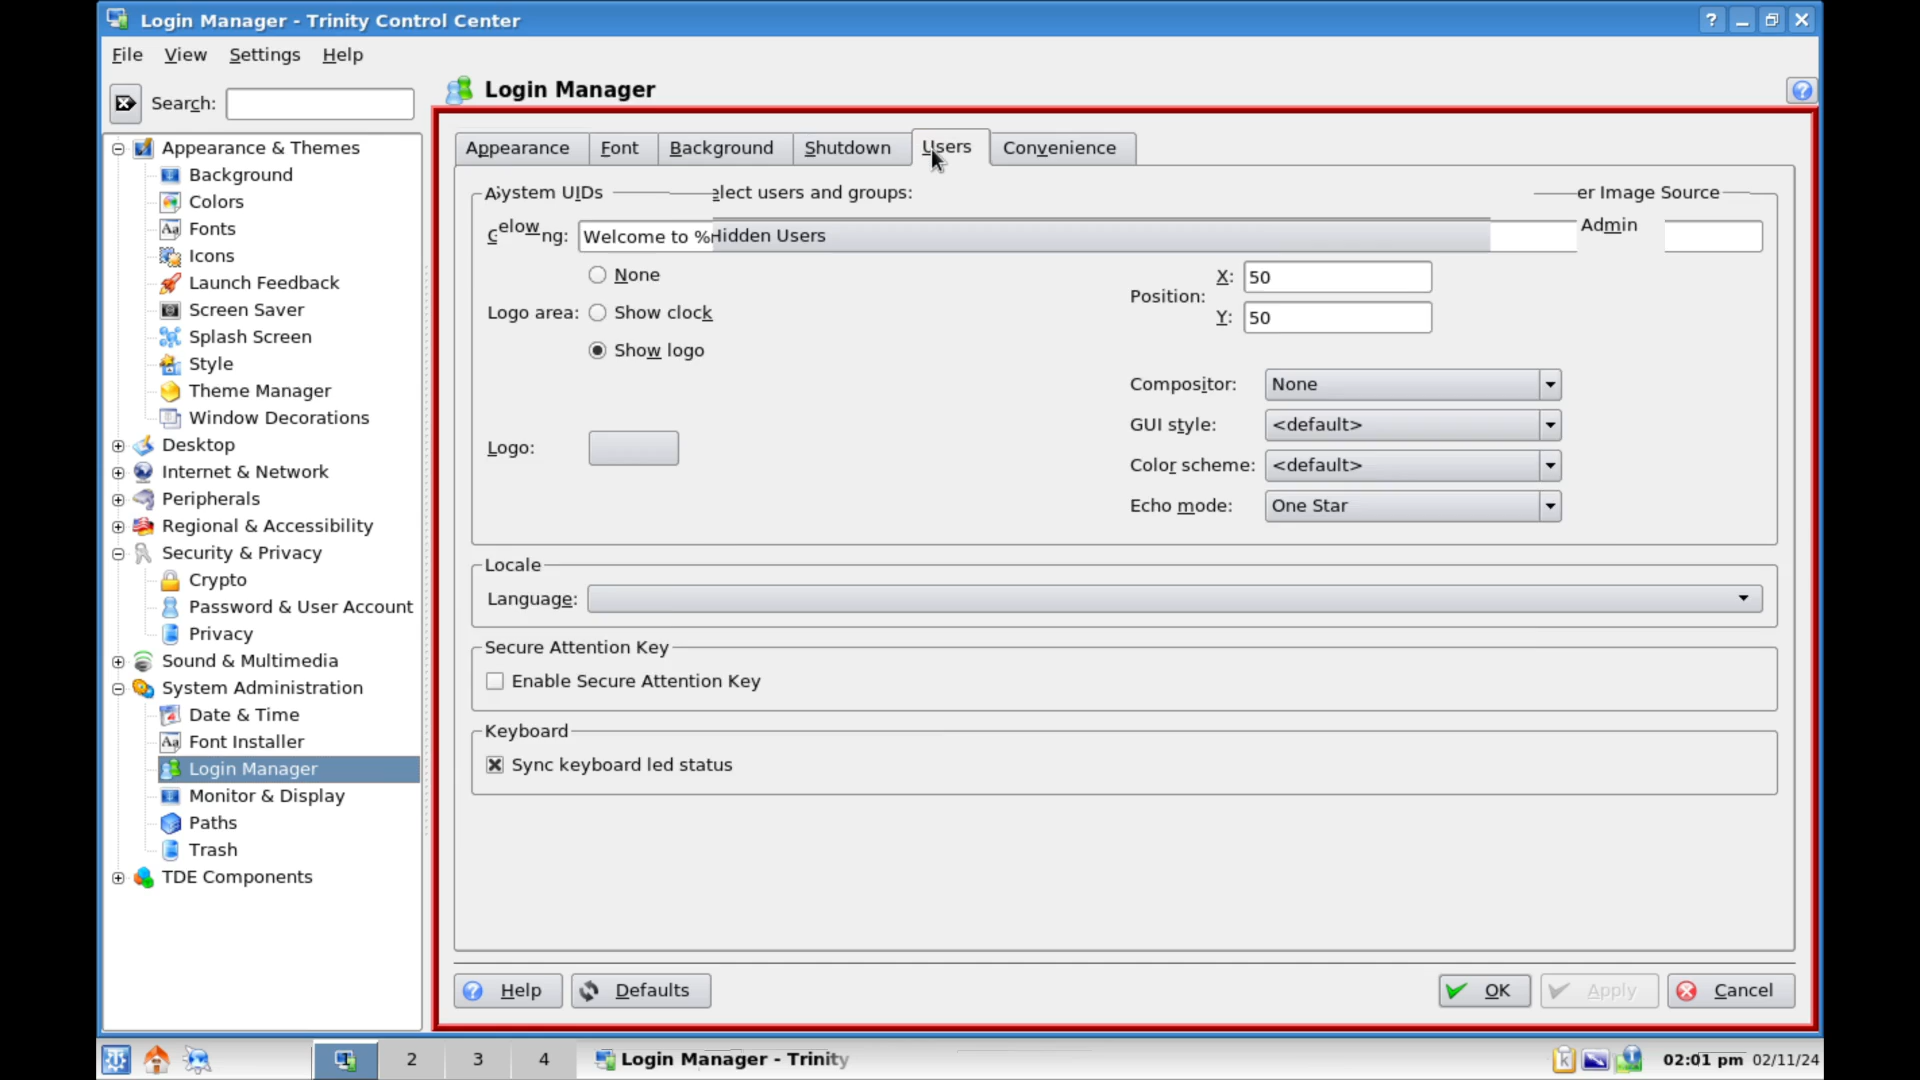 Login Manager - Trinity Control Center
File View Settings Help
Search:
Login Manager
Appearance & Themes
Background
Colors
Fonts
Icons
Launch Feedback
Screen Saver
Splash Screen
Style
Theme Manager
Window Decorations
Desktop
Internet & Network
Peripherals
Regional & Accessibility
Security & Privacy
Crypto
Password & User Account
Privacy
Sound & Multimedia
System Administration
Date & Time
Font Installer
Login Manager
Monitor & Display
Paths
Trash
TDE Components
Appearance Font Background Shutdown Users Convenience
ystem UIDs elect users and groups: er Image Source
elow ng: Welcome to % Hidden Users Admin
None
Logo area: Show clock
Show logo
X: 50
Position:
Y: 50
Compositor: None
GUI style: <default>
Logo:
Color scheme: <default>
Echo mode: One Star
Locale
Language:
Secure Attention Key
Enable Secure Attention Key
Keyboard
Sync keyboard led status
Help Defaults OK Apply Cancel
2 3 4 Login Manager - Trinity 02:01 pm 02/11/24